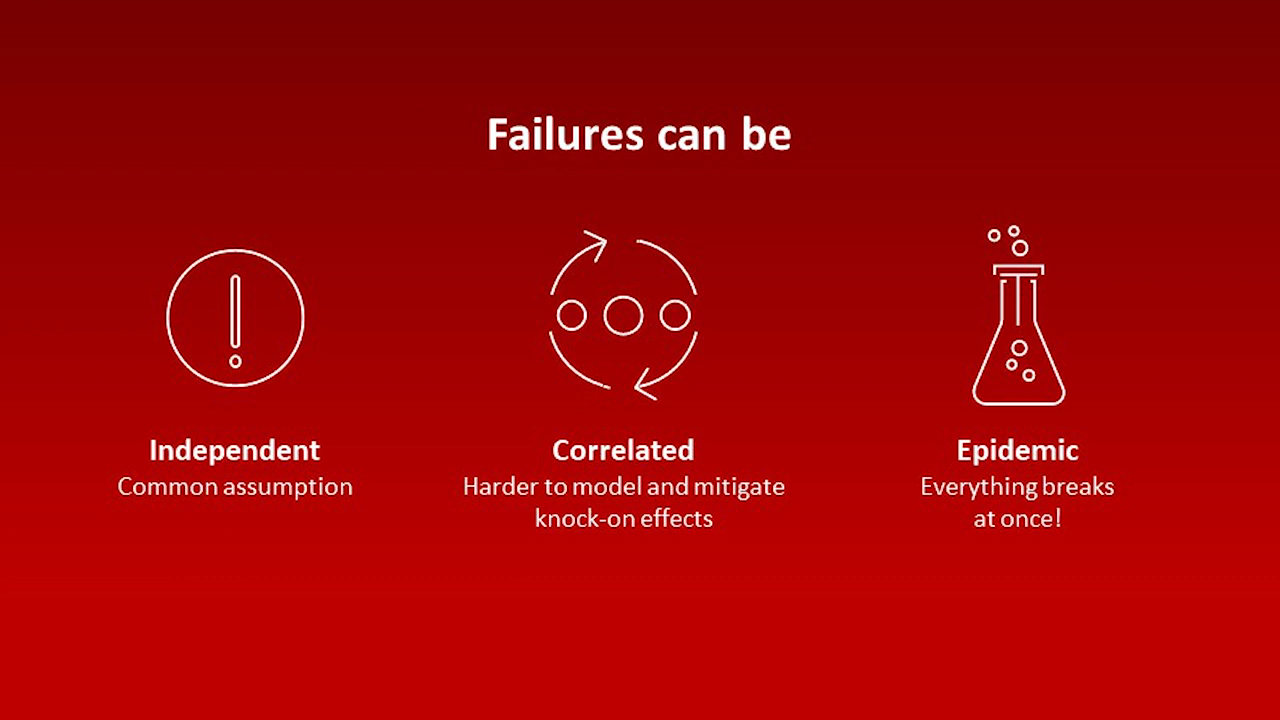 Failures can be
Independent
Common assumption
Correlated
Harder to model and mitigate
knock-on effects
Epidemic
Everything breaks
at once!